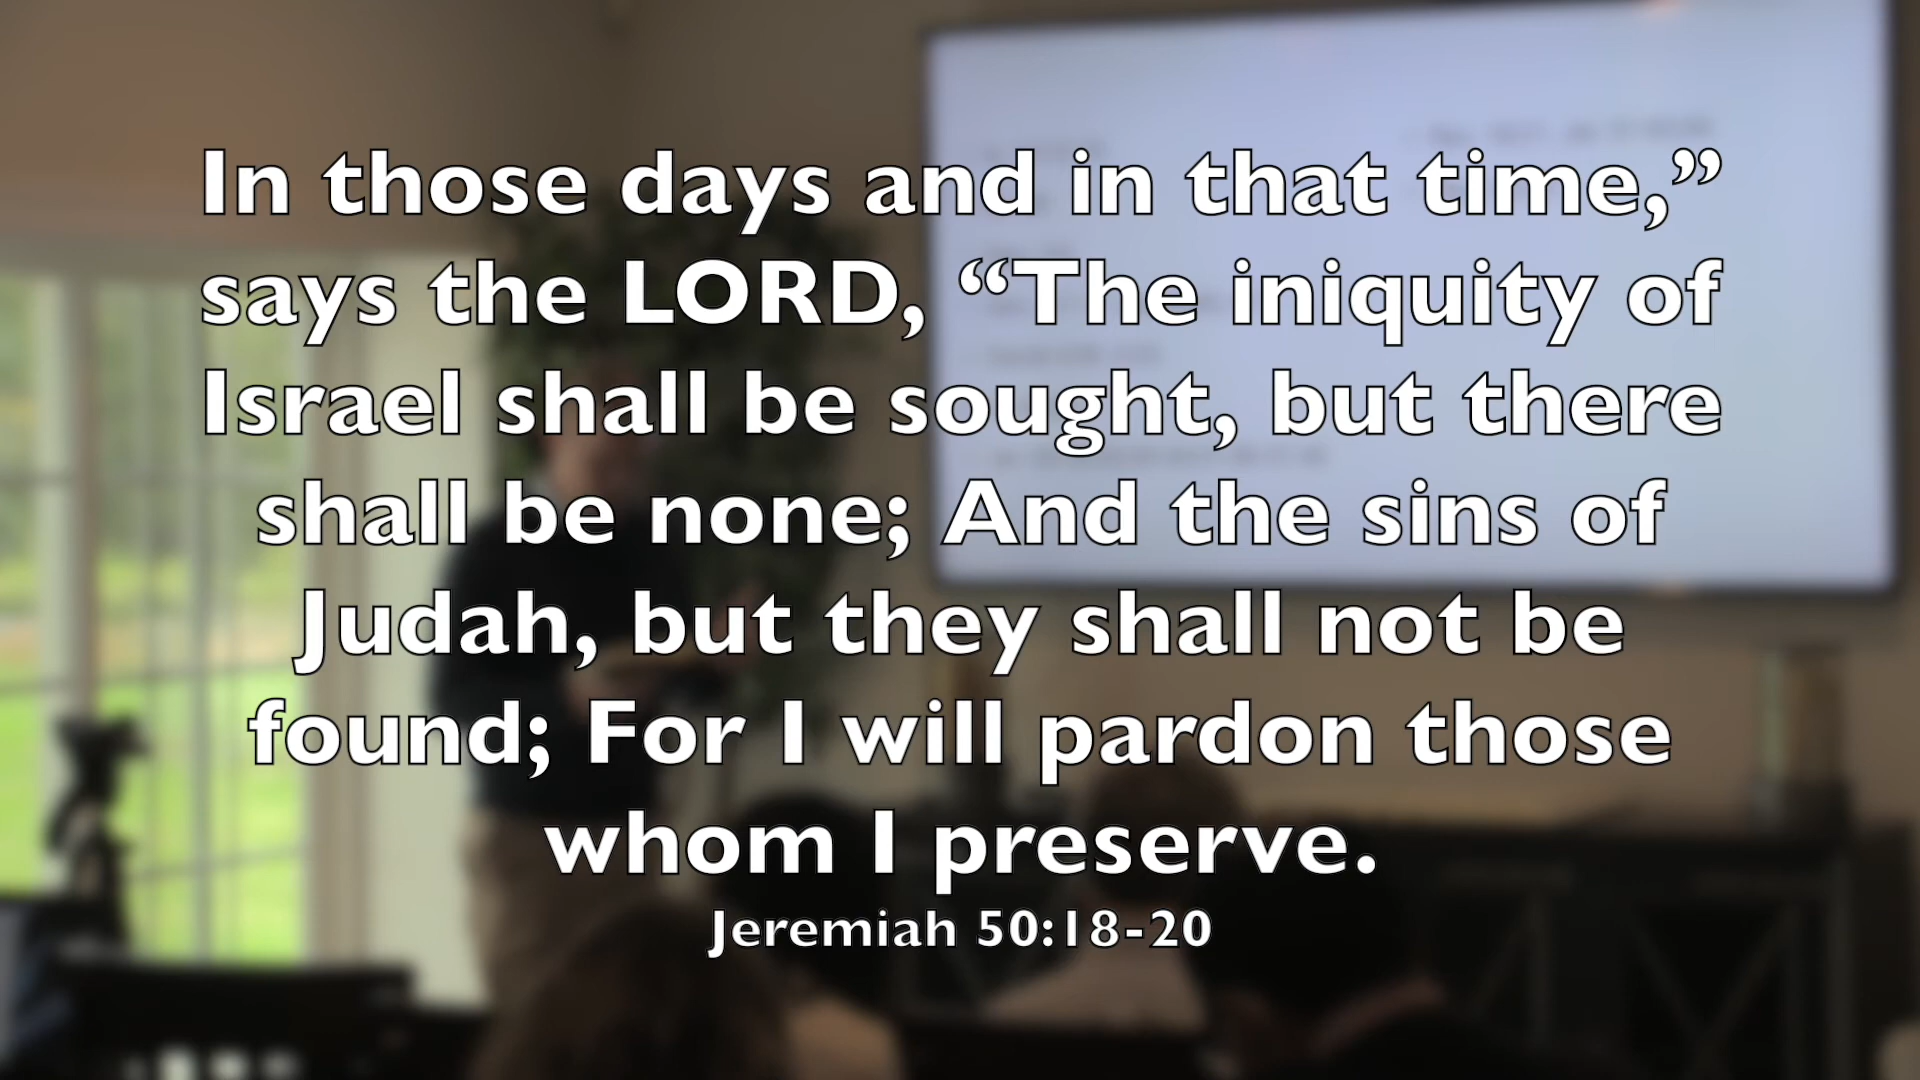 In those days and in that time,”
says the LORD, “The iniquity of
Israel shall be sought, but there
shall be none; And the sins of
Judah, but they shall not be
found; For I will pardon those
whom I preserve.
Jeremiah 50:18-20